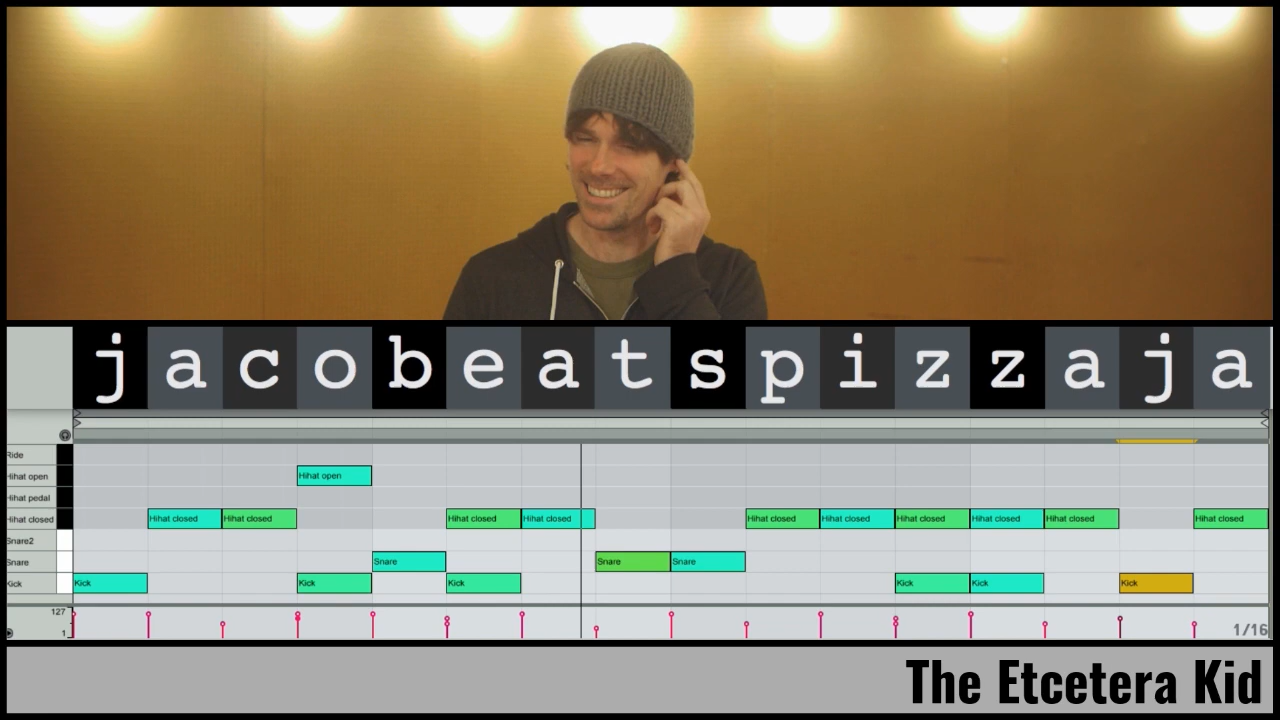 j a c o b e a t s p i z z a j a
Ride
Hihat open Hihat open
Hihat pedal
Hihat closed Hihat closed Hihat closed Hihat closed Hihat closed Hihat closed Hihat closed Hihat closed Hihat closed Hihat closed Hihat closed
Snare2
Snare Snare Snare Snare
Kick Kick Kick Kick Kick Kick Kick
127
1 1/16
The Etcetera Kid